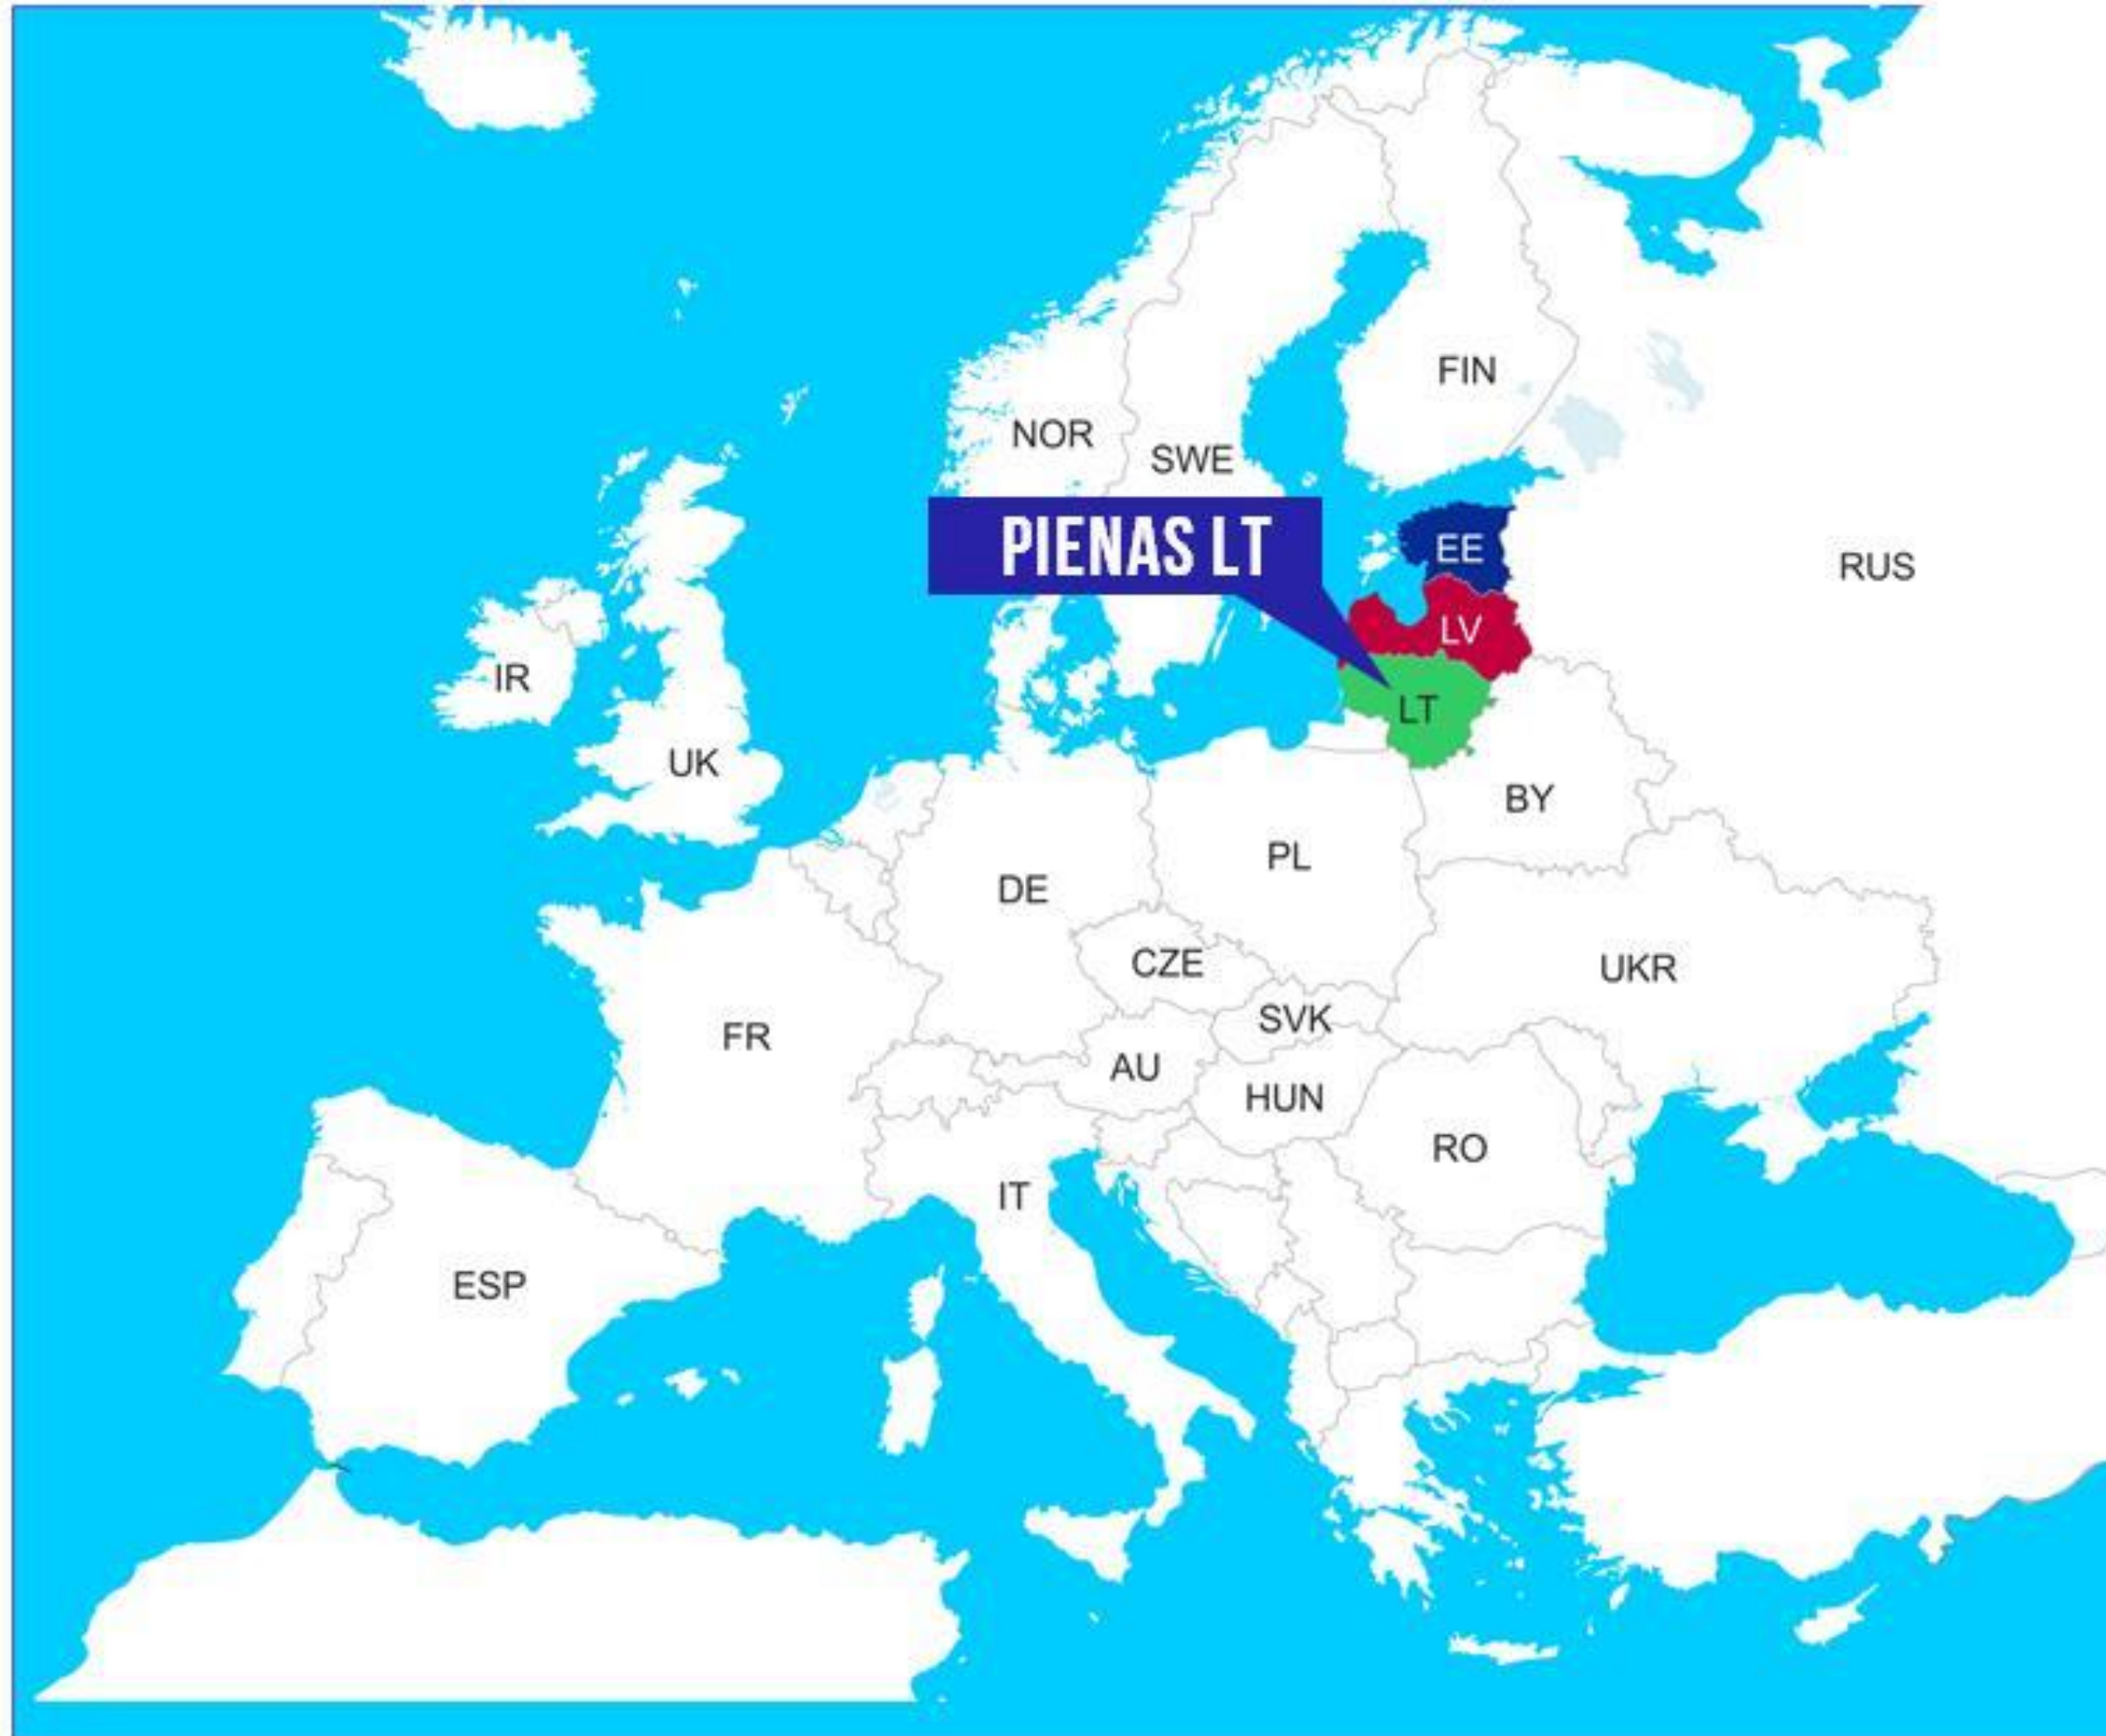 FIN
NOR
SWE
PIENAS LT
EE
RUS
LV
IR
LT
UK
BY
PL
DE
CZE
UKR
SVK
FR
AU
HUN
RO
IT
ESP